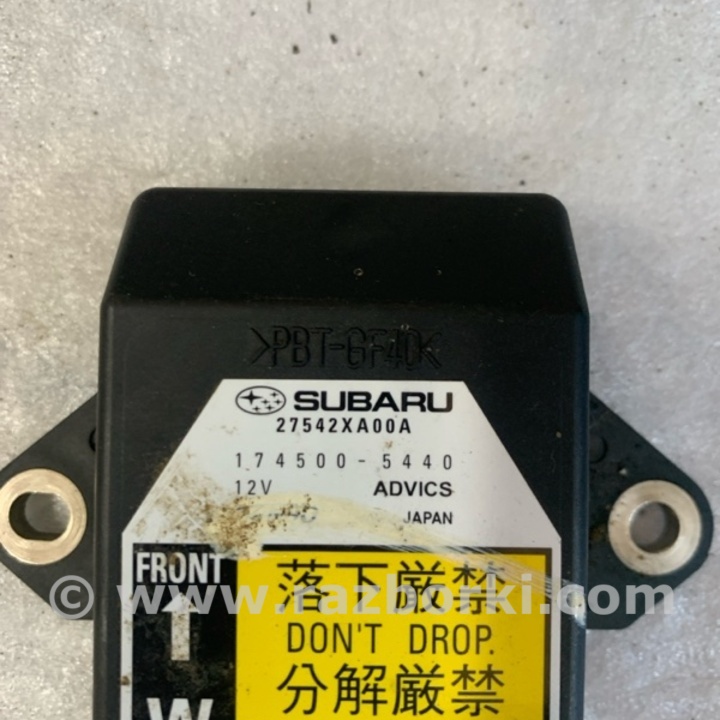 >PBT-GF40<
SUBARU
27542XA00A
174500-5440
12V ADVICS
JAPAN
FRONT
落下厳禁
© www.razborki.com
DON'T DROP.
分解厳禁
W